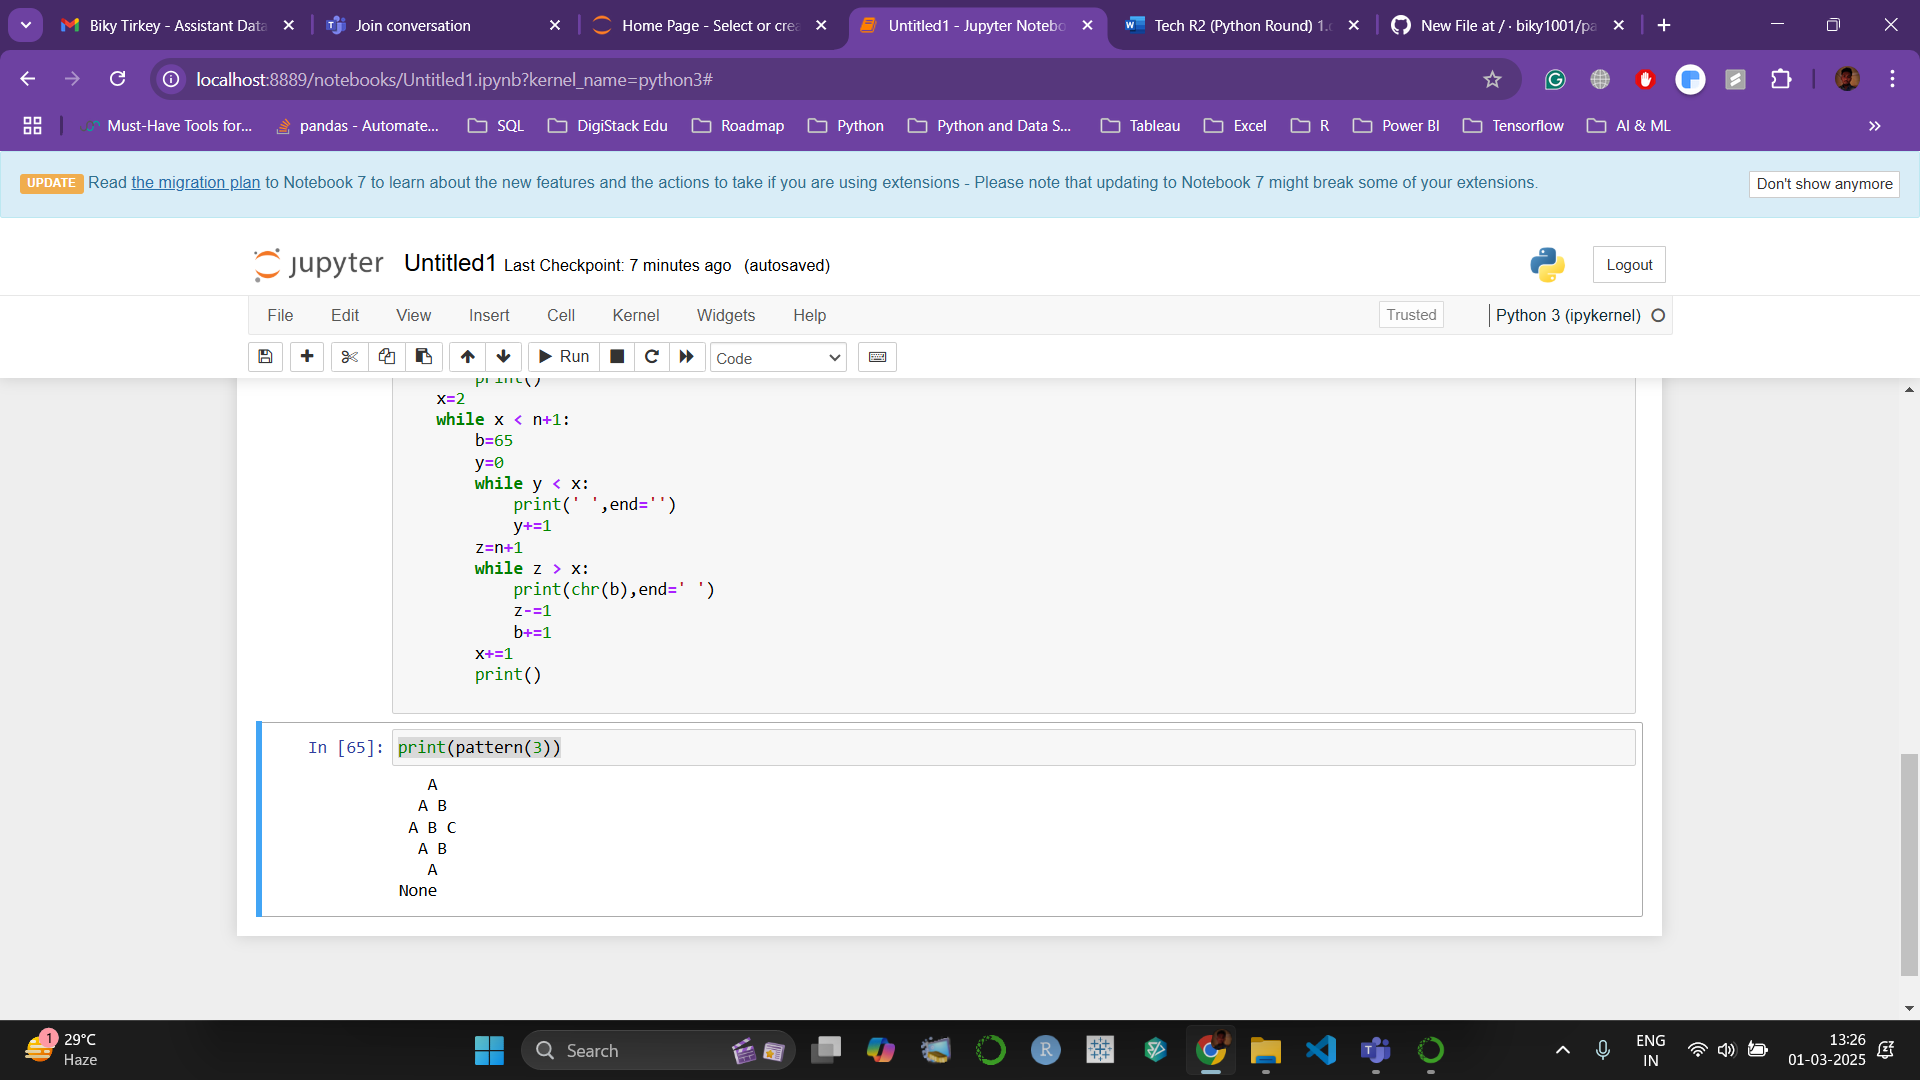 Biky Tirkey - Assistant Data
Join conversation
Home Page - Select or crea
Untitled1 - Jupyter Notebo
Tech R2 (Python Round) 1.
New File at / · biky1001/pa
localhost:8889/notebooks/Untitled1.ipynb?kernel_name=python3#
Must-Have Tools for...
pandas - Automate...
SQL
DigiStack Edu
Roadmap
Python
Python and Data S...
Tableau
Excel
R
Power BI
Tensorflow
AI & ML
UPDATE Read the migration plan to Notebook 7 to learn about the new features and the actions to take if you are using extensions - Please note that updating to Notebook 7 might break some of your extensions.
Don't show anymore
jupyter Untitled1 Last Checkpoint: 7 minutes ago (autosaved)
Logout
File Edit View Insert Cell Kernel Widgets Help
Trusted
Python 3 (ipykernel)
Run
Code
print()
x=2
while x < n+1:
b=65
y=0
while y < x:
print(' ',end='')
y+=1
z=n+1
while z > x:
print(chr(b),end=' ')
z-=1
b+=1
x+=1
print()
In [65]: print(pattern(3))
A
A B
A B C
A B
A
None
1
29°C
Haze
Search
R
ENG
IN
13:26
01-03-2025